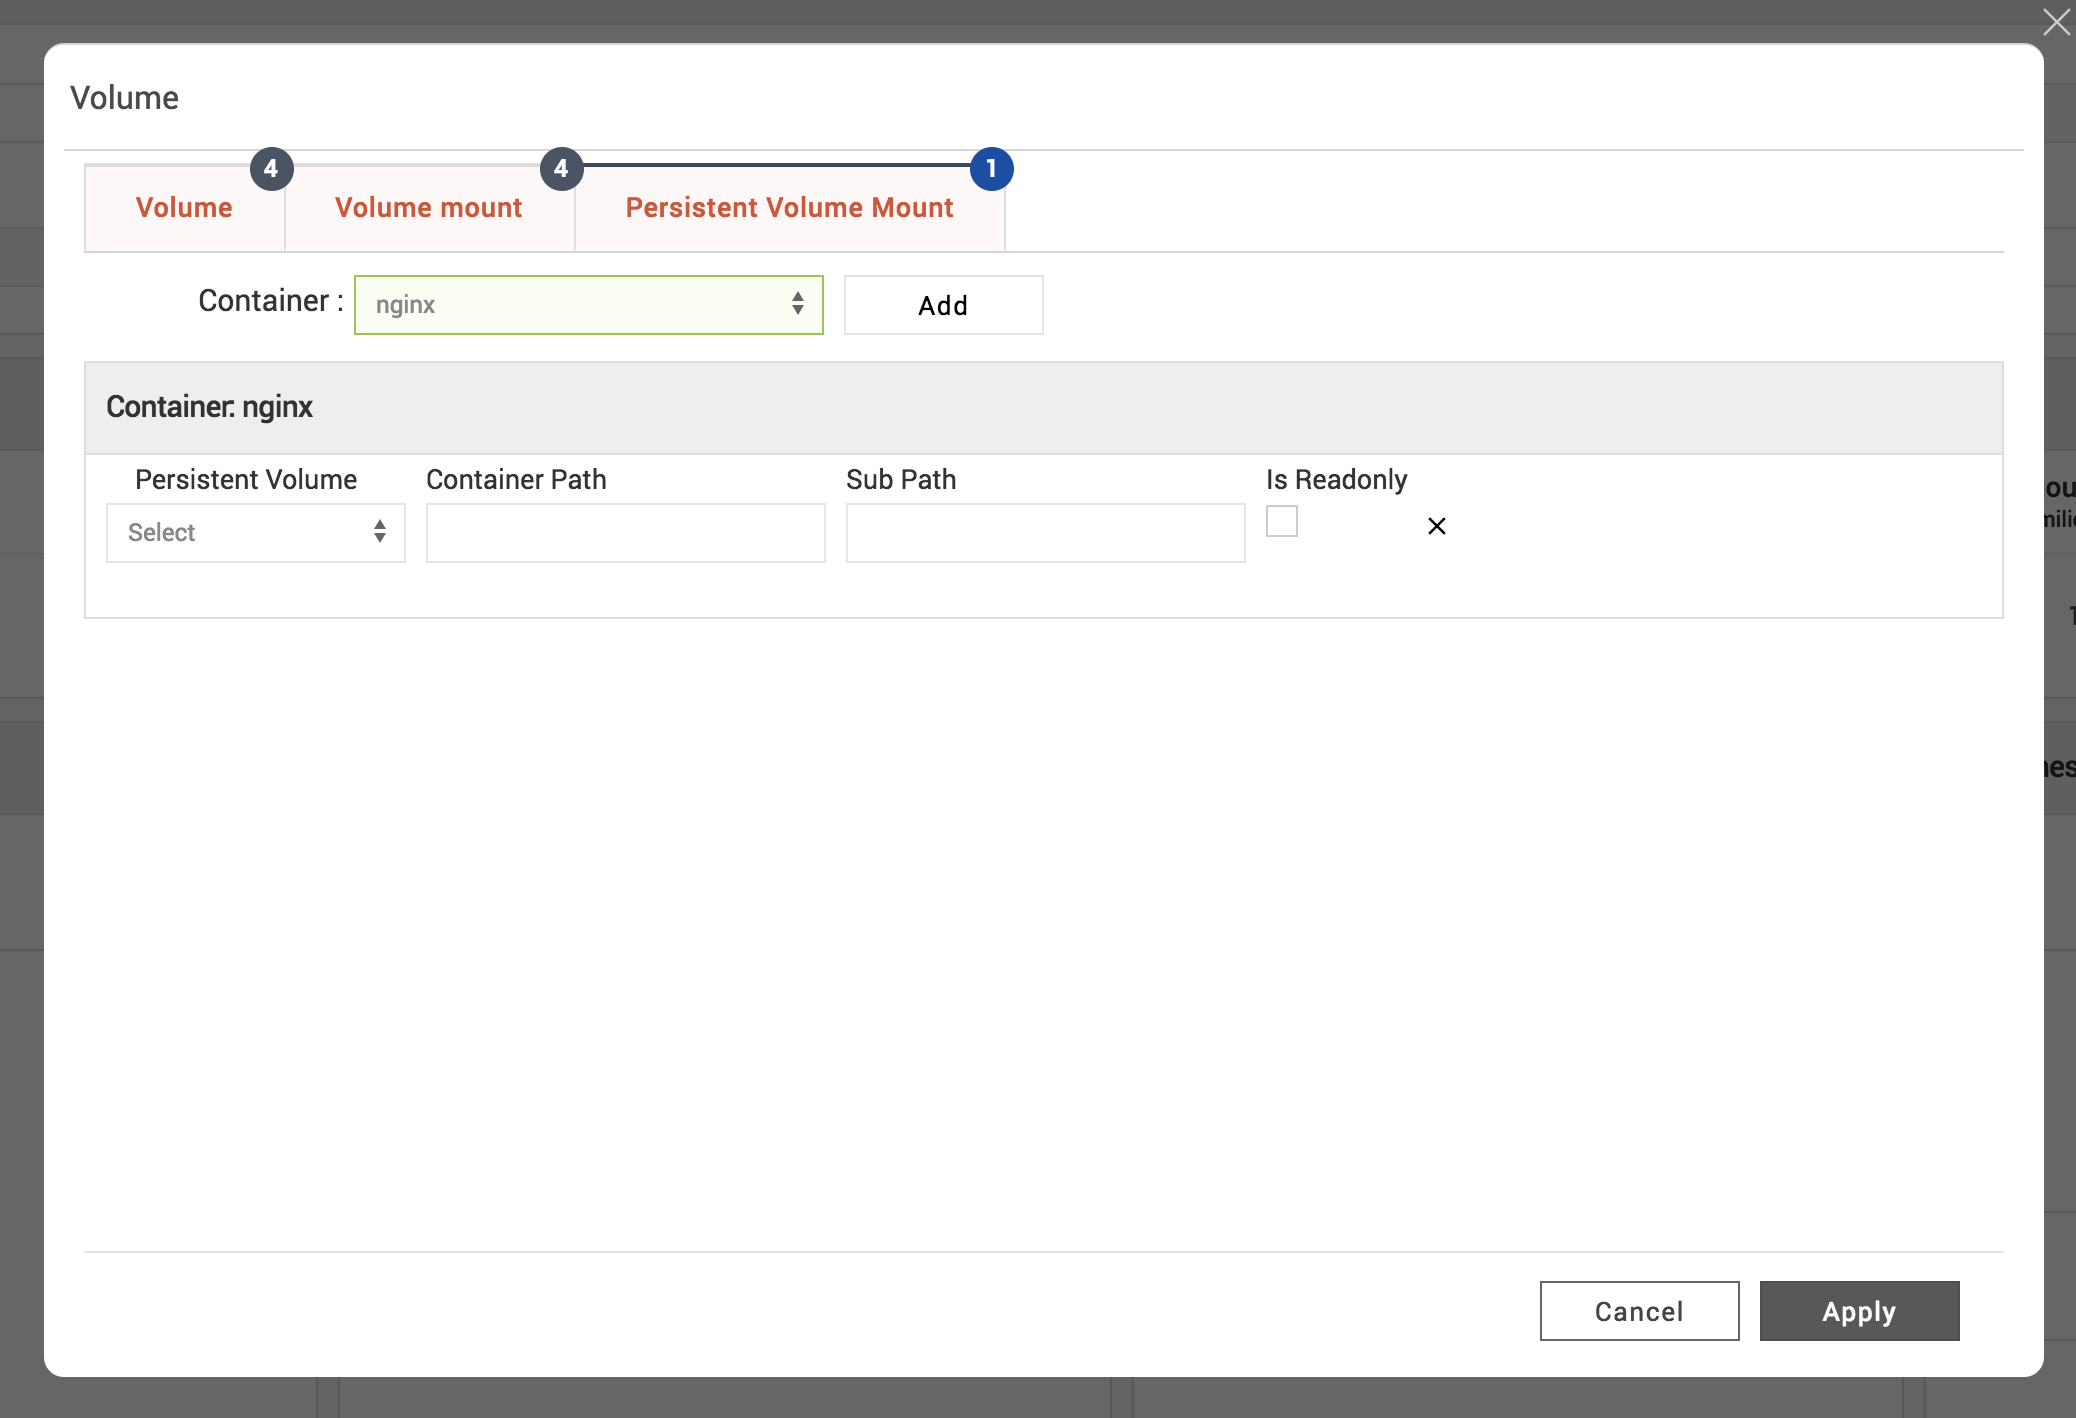 Volume
4
4
1
Volume
Volume mount
Persistent Volume Mount
Container :
nginx
Add
Container: nginx
Persistent Volume
Container Path
Sub Path
Is Readonly
Select
Cancel
Apply